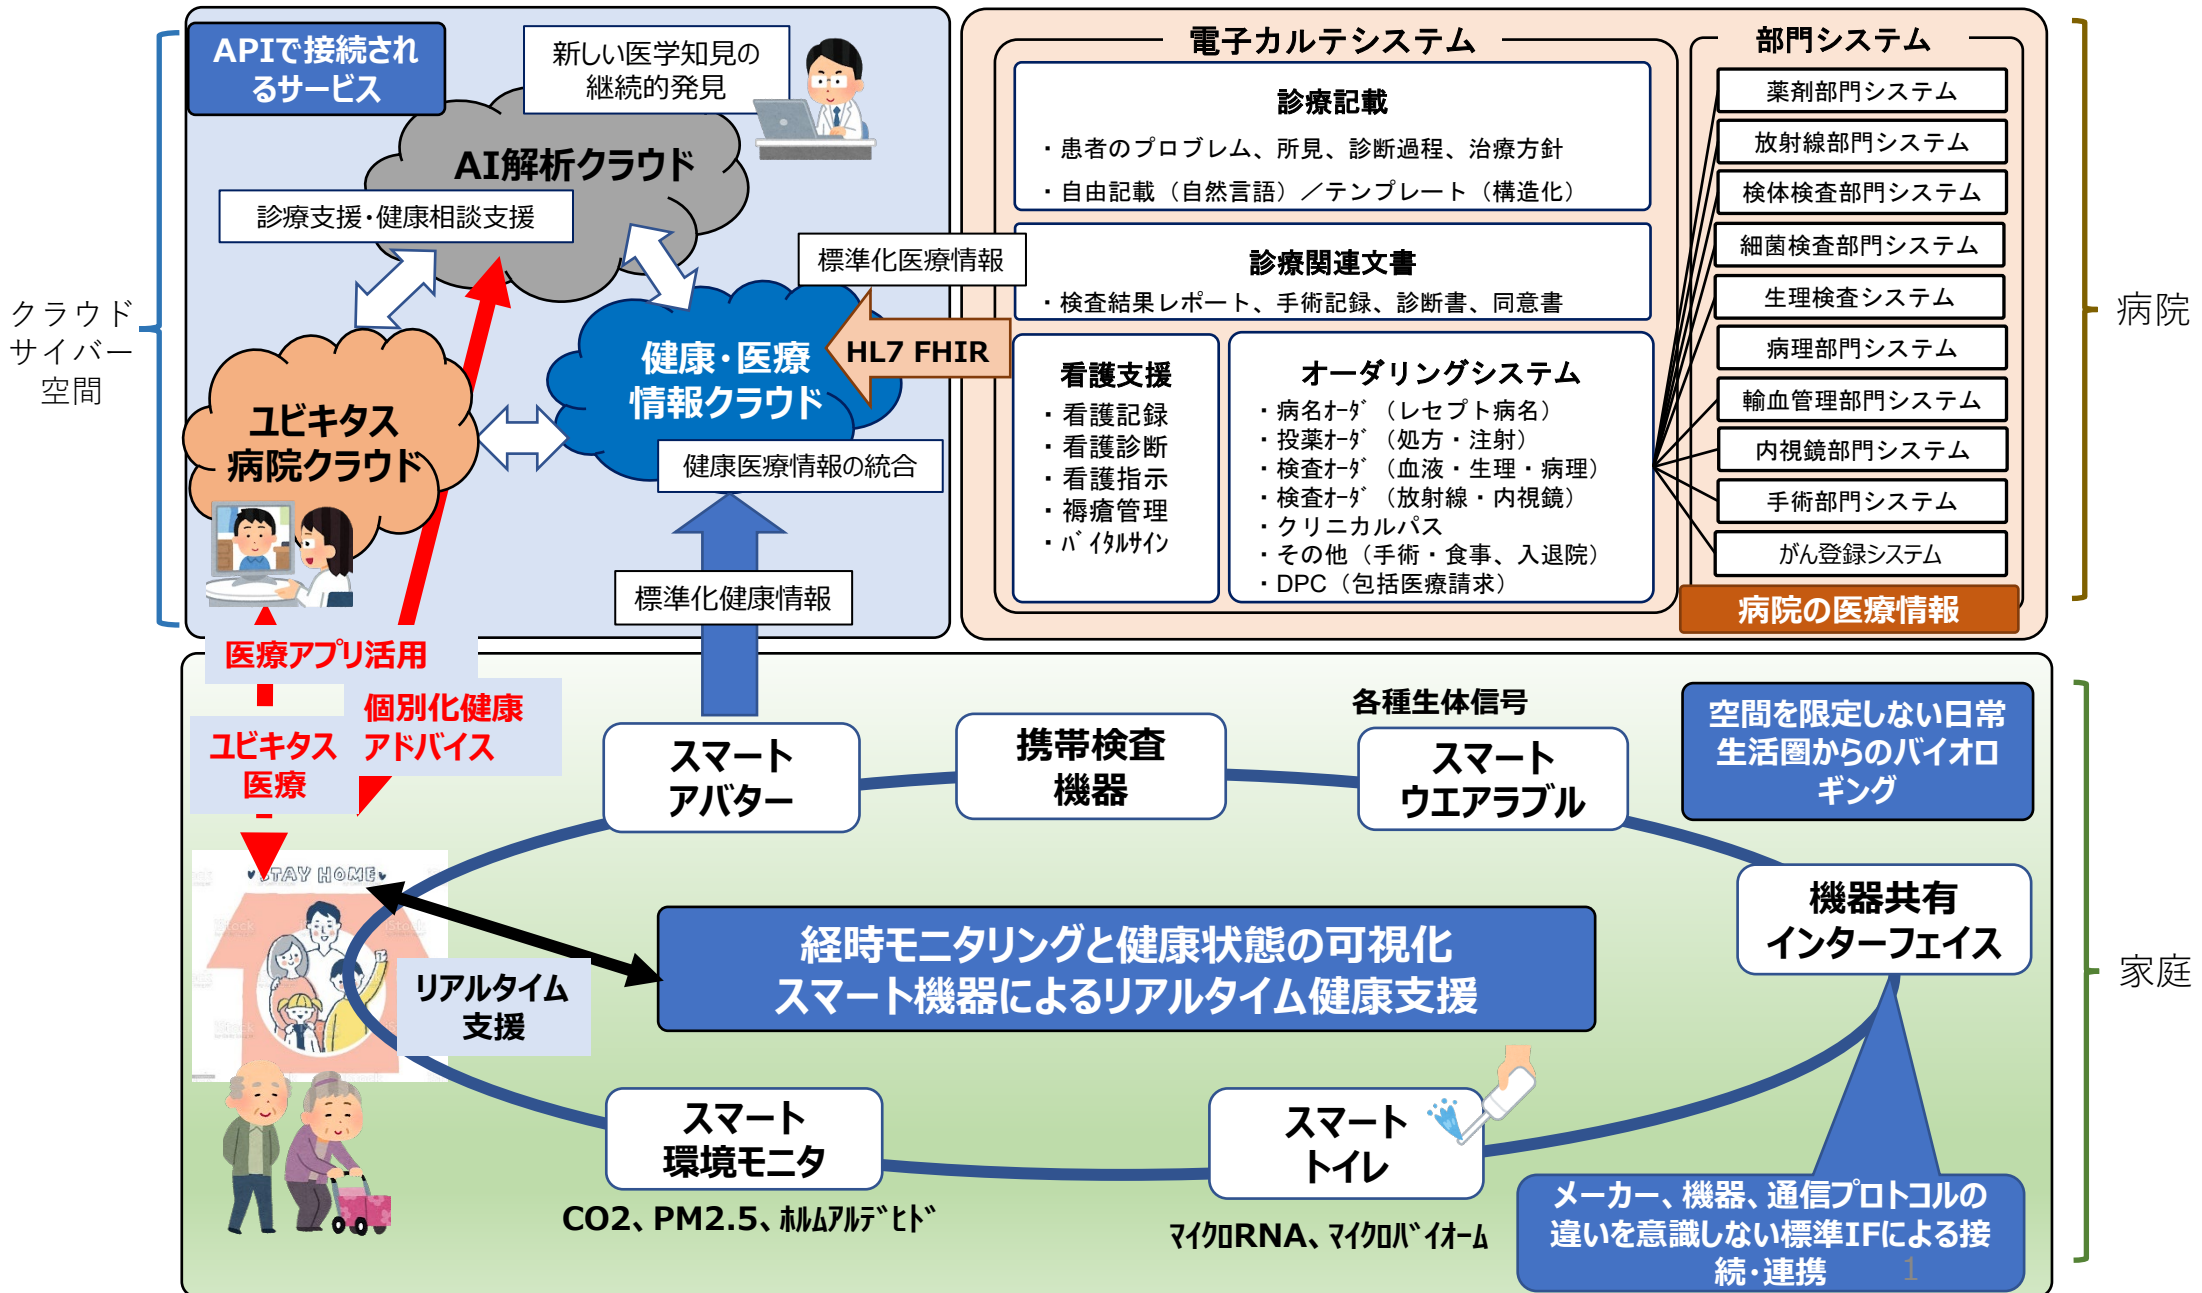 APIで接続され
るサービス
新しい医学知見の
継続的発見
AI解析クラウド
診療支援・健康相談支援
標準化医療情報
HL7 FHIR
健康・医療
情報クラウド
ユビキタス
病院クラウド
健康医療情報の統合
標準化健康情報
クラウド
サイバー
空間
電子カルテシステム
診療記載
・患者のプロブレム、所見、診断過程、治療方針
・自由記載（自然言語）／テンプレート（構造化）
診療関連文書
・検査結果レポート、手術記録、診断書、同意書
看護支援
・看護記録
・看護診断
・看護指示
・褥瘡管理
・ﾊﾞｲﾀﾙｻｲﾝ
オーダリングシステム
・病名ｵｰﾀﾞ（レセプト病名）
・投薬ｵｰﾀﾞ（処方・注射）
・検査ｵｰﾀﾞ（血液・生理・病理）
・検査ｵｰﾀﾞ（放射線・内視鏡）
・クリニカルパス
・その他（手術・食事、入退院）
・DPC（包括医療請求）
部門システム
薬剤部門システム
放射線部門システム
検体検査部門システム
細菌検査部門システム
生理検査システム
病理部門システム
輸血管理部門システム
内視鏡部門システム
手術部門システム
がん登録システム
病院の医療情報
病院
医療アプリ活用
個別化健康
アドバイス
ユビキタス
医療
スマート
アバター
携帯検査
機器
各種生体信号
スマート
ウエアラブル
空間を限定しない日常
生活圏からのバイオロ
ギング
機器共有
インターフェイス
STAY HOME
iStock
iStock
リアルタイム
支援
経時モニタリングと健康状態の可視化
スマート機器によるリアルタイム健康支援
家庭
スマート
環境モニタ
CO2、PM2.5、ﾎﾙﾑｱﾙﾃﾞﾋﾄﾞ
スマート
トイレ
ﾏｲｸﾛRNA、ﾏｲｸﾛﾊﾞｲｵｰﾑ
メーカー、機器、通信プロトコルの
違いを意識しない標準IFによる接
続・連携
1